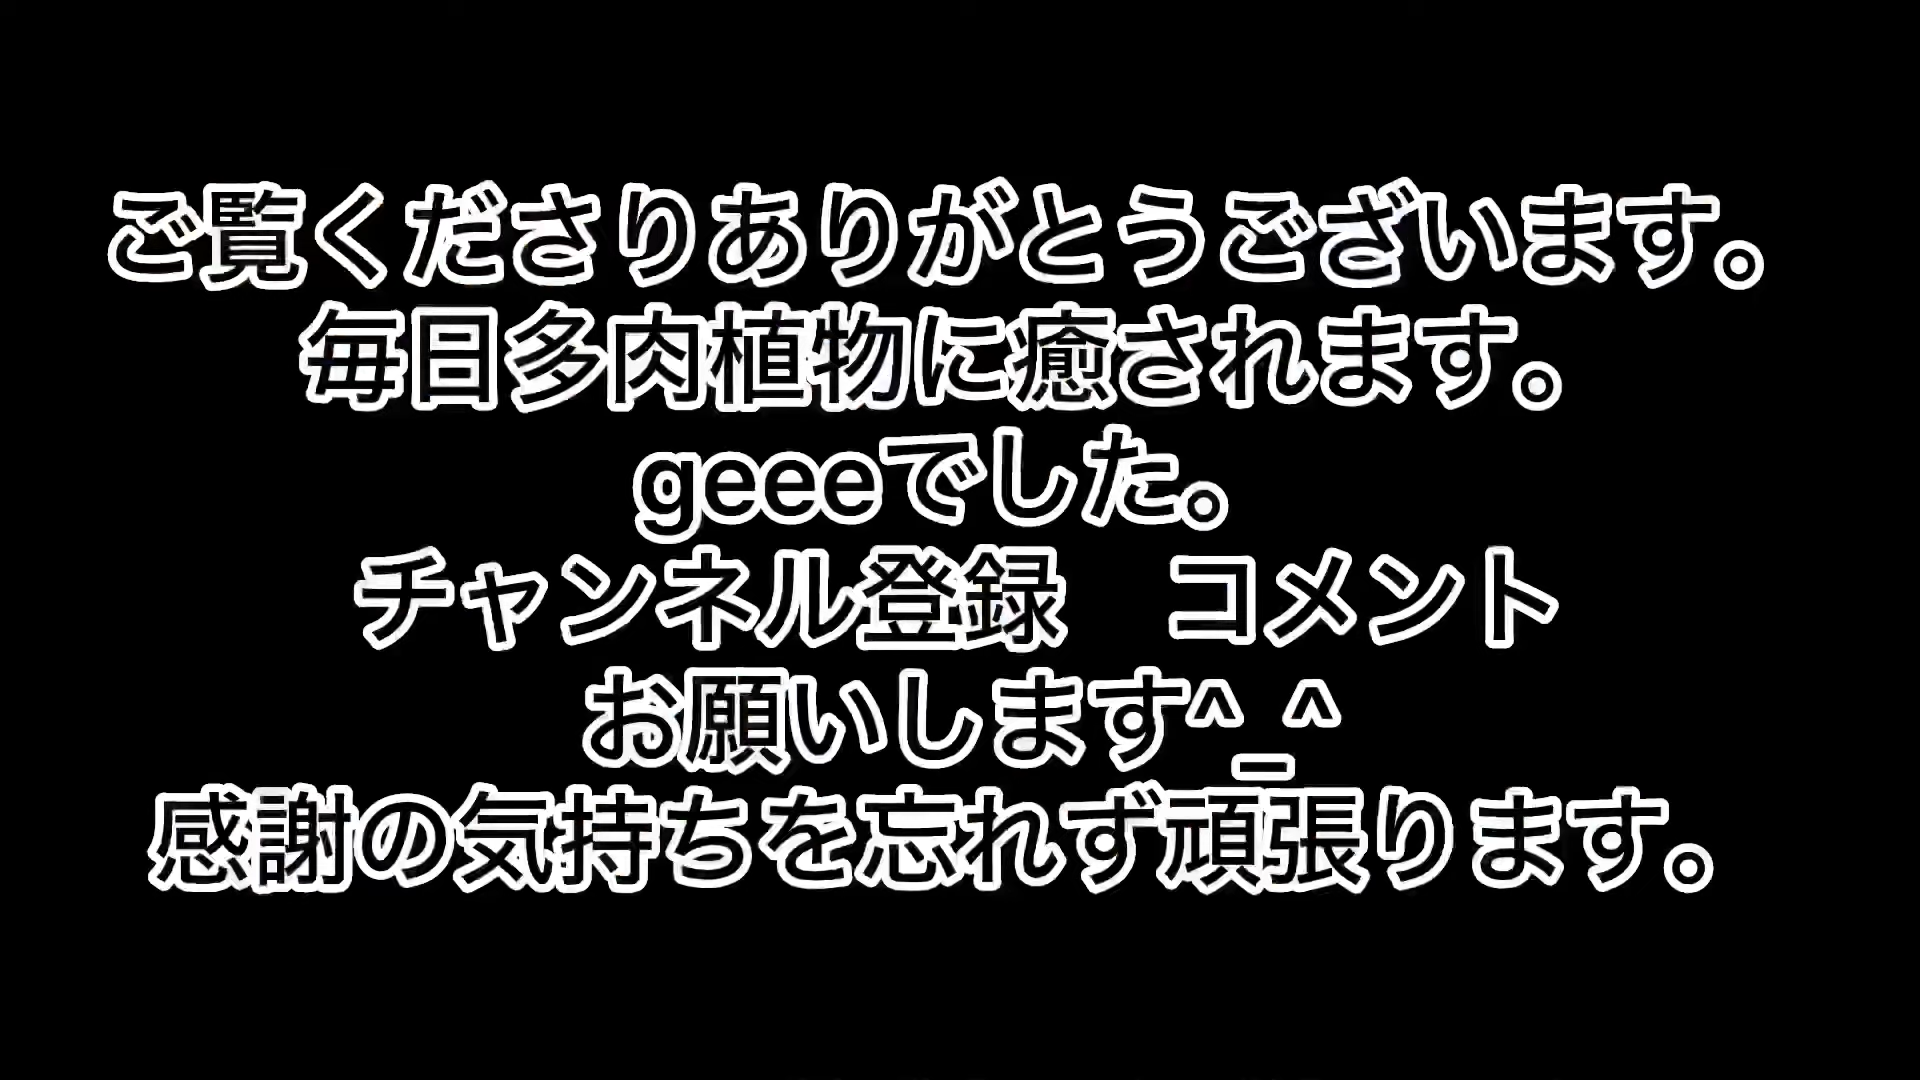 ご覧くださりありがとうございます。
毎日多肉植物に癒されます。
geeeでした。
チャンネル登録　コメント
お願いします^_^
感謝の気持ちを忘れず頑張ります。